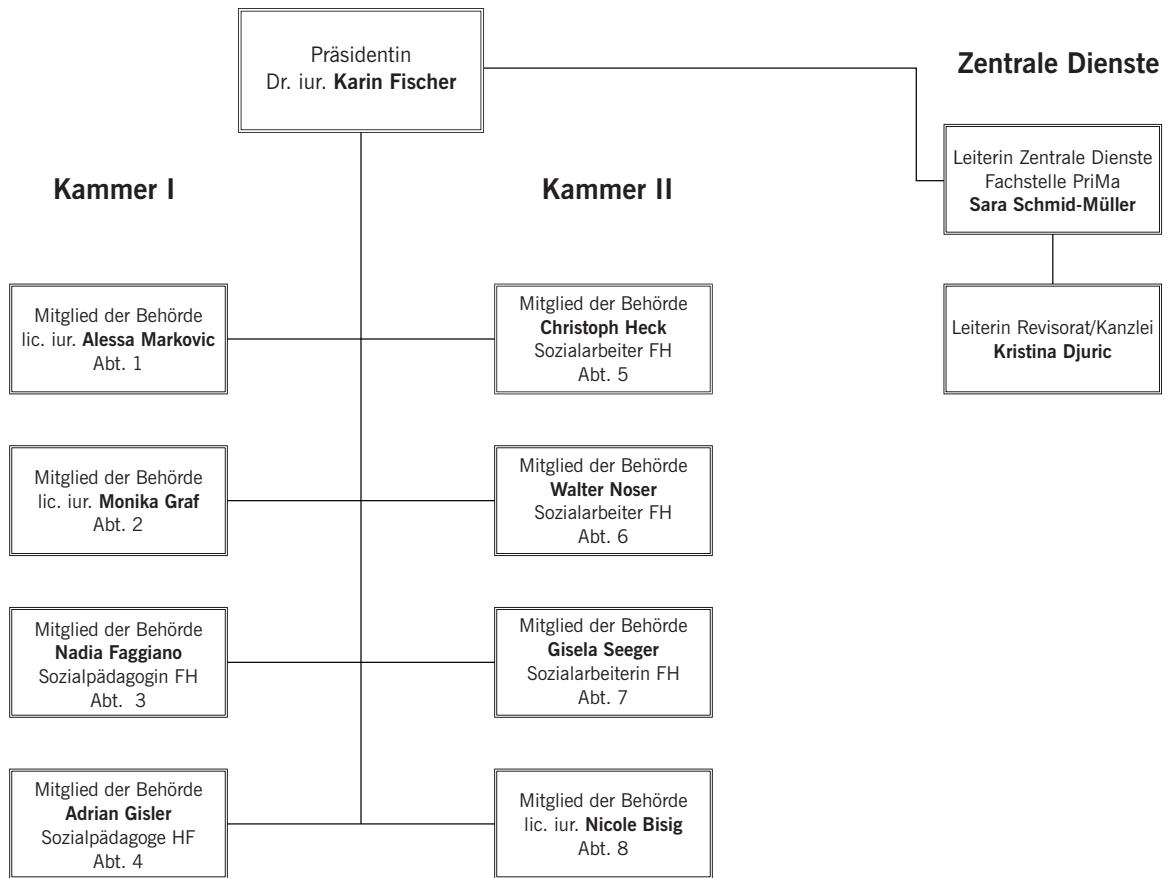 Präsidentin
Dr. iur. Karin Fischer
Zentrale Dienste
Leiterin Zentrale Dienste
Fachstelle PriMa
Sara Schmid-Müller
Leiterin Revisorat/Kanzlei
Kristina Djuric
Kammer I
Mitglied der Behörde
lic. iur. Alessa Markovic
Abt. 1
Mitglied der Behörde
lic. iur. Monika Graf
Abt. 2
Mitglied der Behörde
Nadia Faggiano
Sozialpädagogin FH
Abt. 3
Mitglied der Behörde
Adrian Gisler
Sozialpädagoge HF
Abt. 4
Kammer II
Mitglied der Behörde
Christoph Heck
Sozialarbeiter FH
Abt. 5
Mitglied der Behörde
Walter Noser
Sozialarbeiter FH
Abt. 6
Mitglied der Behörde
Gisela Seeger
Sozialarbeiterin FH
Abt. 7
Mitglied der Behörde
lic. iur. Nicole Bisig
Abt. 8